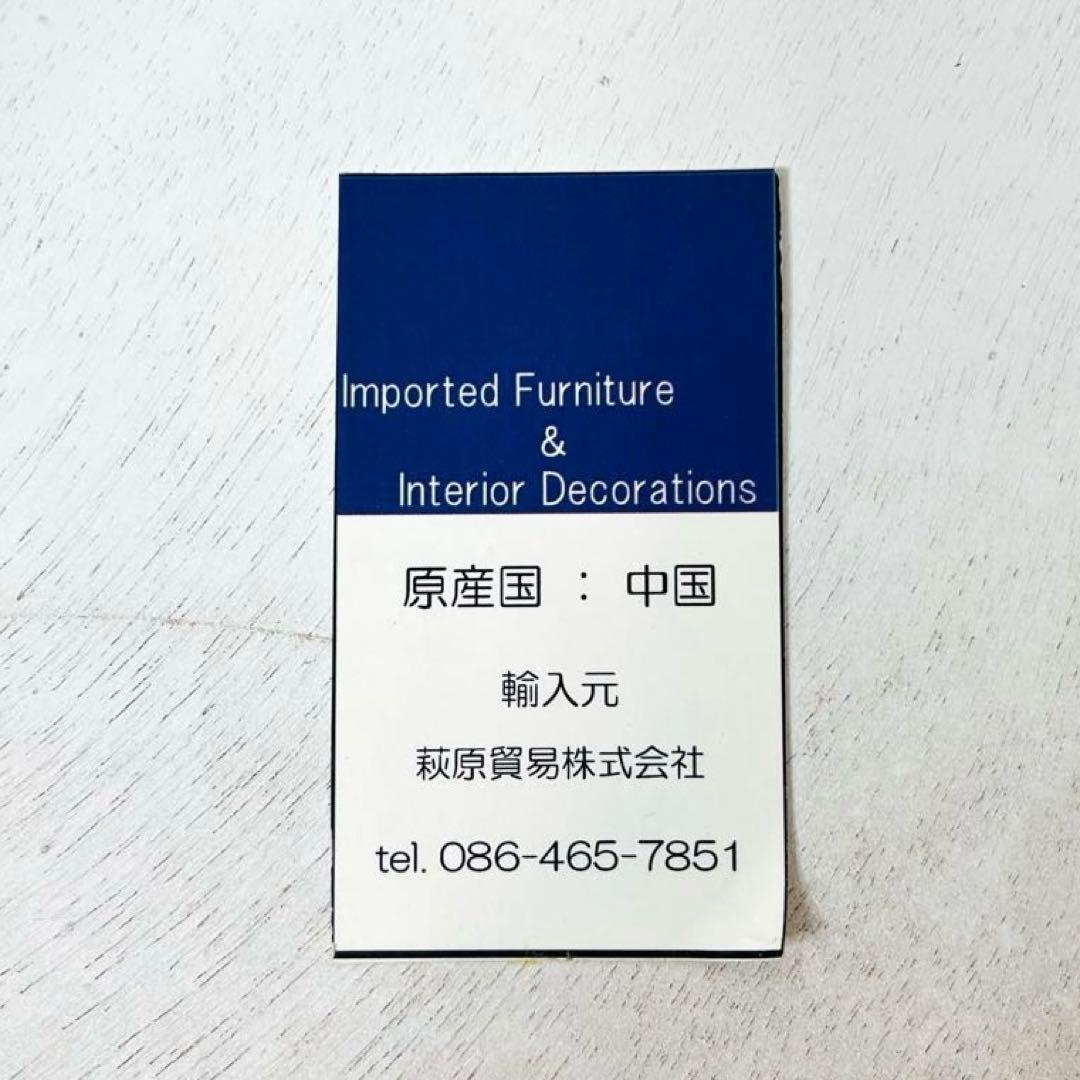 Imported Furniture
&
Interior Decorations
原産国 : 中国
輸入元
萩原貿易株式会社
tel. 086-465-7851